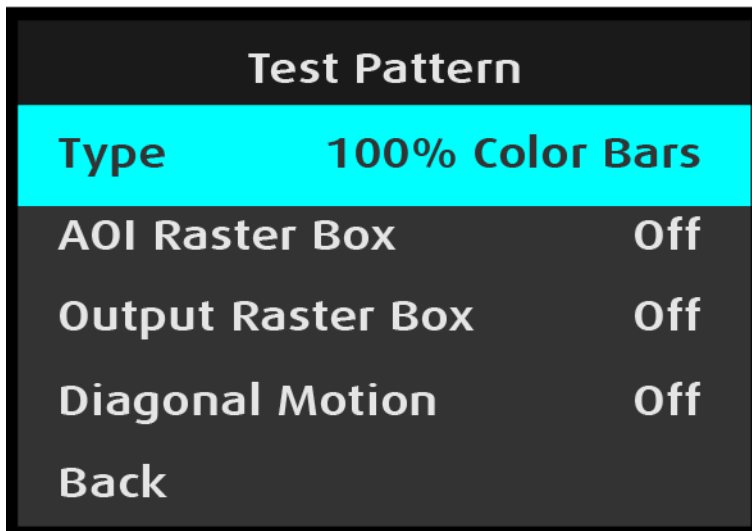 Test Pattern
Type 100% Color Bars
AOI Raster Box Off
Output Raster Box Off
Diagonal Motion Off
Back